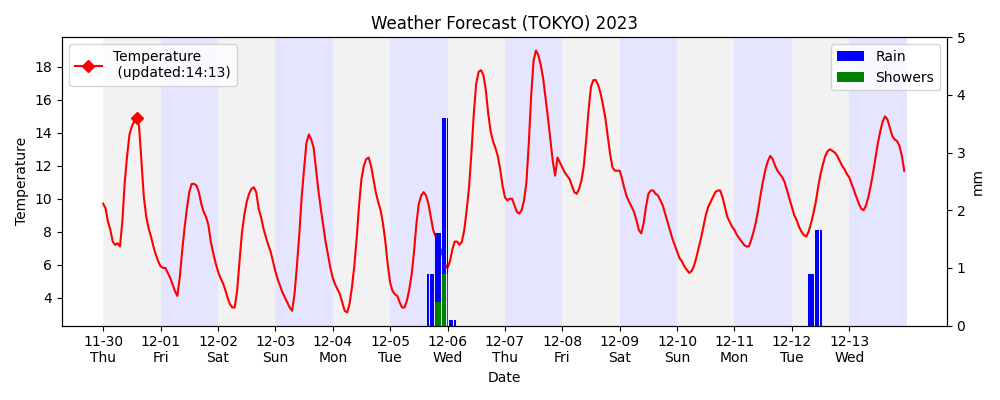 Weather Forecast (TOKYO) 2023
Temperature
(updated:14:13)
Rain
Showers
Temperature
18
16
14
12
10
8
6
4
5
4
3
2
1
0
mm
11-30 12-01 12-02 12-03 12-04 12-05 12-06 12-07 12-08 12-09 12-10 12-11 12-12 12-13
Thu Fri Sat Sun Mon Tue Wed Thu Fri Sat Sun Mon Tue Wed
Date